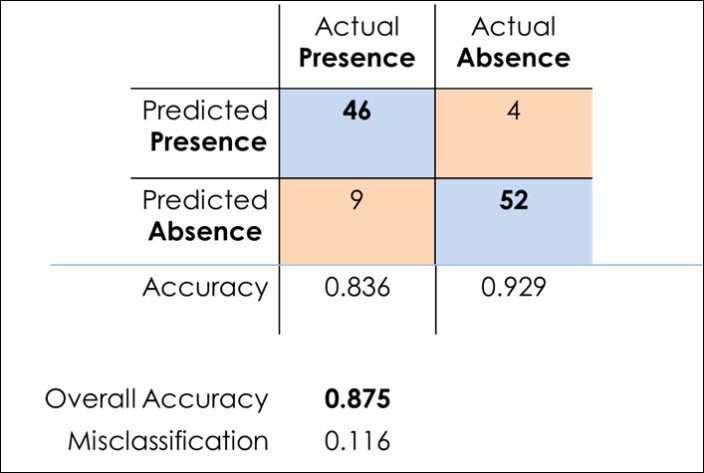 Actual Actual
Presence Absence
Predicted 46 4
Presence
Predicted 9 52
Absence
Accuracy 0.836 0.929
Overall Accuracy 0.875
Misclassification 0.116